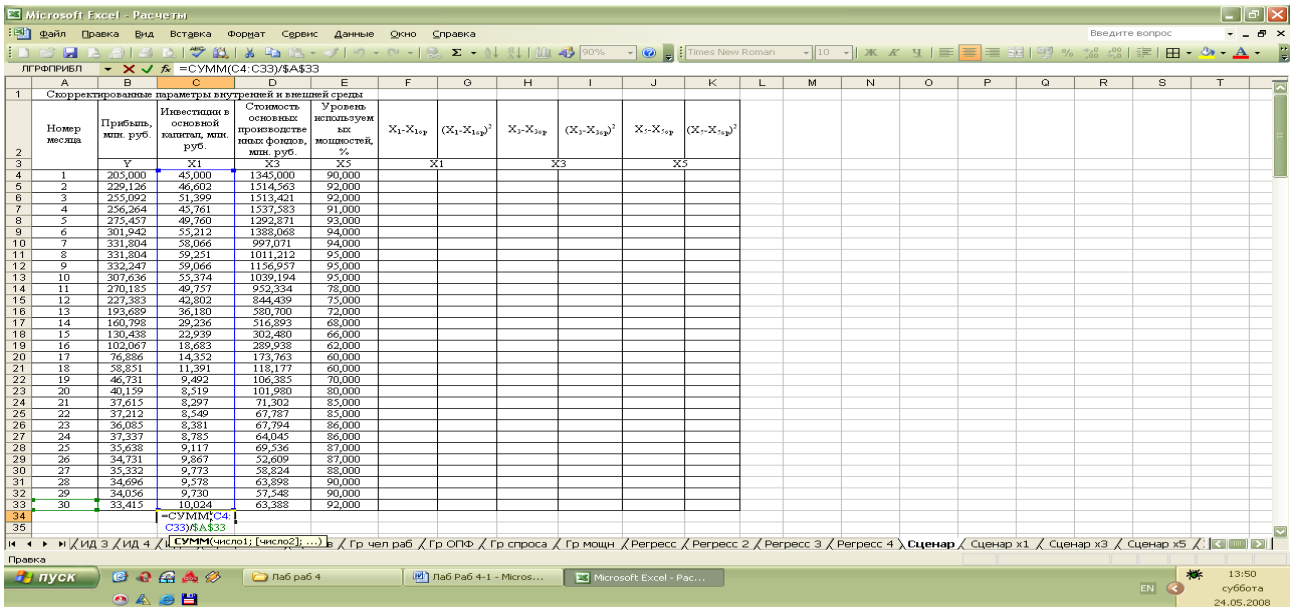 Microsoft Excel - Расчеты
Файл Правка Вид Вставка Формат Сервис Данные Окно Справка Введите вопрос
90% Times New Roman 10 Ж К Ч
ЛГРФПРИБЛ =СУММ(C4:C33)/$A$33
A B C D E F G H I J K L M N O P Q R S T
1 Скорректированные параметры внутренней и внешней среды
2 Номер месяца Прибыль, млн. руб. Инвестиции в основной капитал, млн. руб. Стоимость основных производстве нных фондов, млн. руб. Уровень используем ых мощностей, % X₁-X₁ср (X₁-X₁ср)² X₃-X₃ср (X₃-X₃ср)² X₅-X₅ср (X₅-X₅ср)²
3 Y X1 X3 X5 X1 X3 X5
4 1 205,000 45,000 1345,000 90,000
5 2 229,126 46,602 1514,563 92,000
6 3 255,092 51,399 1513,421 92,000
7 4 256,264 45,761 1537,583 91,000
8 5 275,457 49,760 1292,871 93,000
9 6 301,942 55,212 1388,068 94,000
10 7 331,804 58,066 997,071 94,000
11 8 331,804 59,251 1011,212 95,000
12 9 332,247 59,066 1156,957 95,000
13 10 307,636 55,374 1039,194 95,000
14 11 270,185 49,757 952,334 78,000
15 12 227,383 42,802 844,439 75,000
16 13 193,689 36,180 580,700 72,000
17 14 160,798 29,236 516,893 68,000
18 15 130,438 22,939 302,480 66,000
19 16 102,067 18,683 289,938 62,000
20 17 76,886 14,352 173,763 60,000
21 18 58,851 11,391 118,177 60,000
22 19 46,731 9,492 106,385 70,000
23 20 40,159 8,519 101,980 80,000
24 21 37,615 8,297 71,302 85,000
25 22 37,212 8,549 67,787 85,000
26 23 36,085 8,381 67,794 86,000
27 24 37,337 8,785 64,045 86,000
28 25 35,638 9,117 69,536 87,000
29 26 34,731 9,867 52,609 87,000
30 27 35,332 9,773 58,824 88,000
31 28 34,696 9,578 63,898 90,000
32 29 34,056 9,730 57,548 90,000
33 30 33,415 10,024 63,388 92,000
34 =СУММ(C4:
35 C33)/$A$33
СУММ(число1; [число2]; ...)
ИД 3 ИД 4 Гр чел раб Гр ОПФ Гр спроса Гр мощн Регресс Регресс 2 Регресс 3 Регресс 4 Сценар Сценар x1 Сценар x3 Сценар x5
Правка
пуск Лаб раб 4 Лаб Раб 4-1 - Micros... Microsoft Excel - Рас... EN 13:50
суббота
24.05.2008